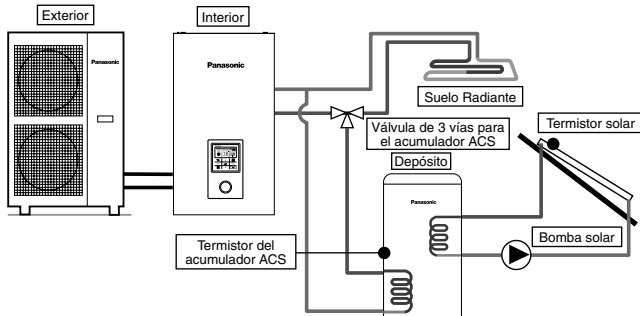 Exterior
Interior
Panasonic
Panasonic
Suelo Radiante
Válvula de 3 vías para
el acumulador ACS
Termistor solar
Depósito
Panasonic
Termistor del
acumulador ACS
Bomba solar